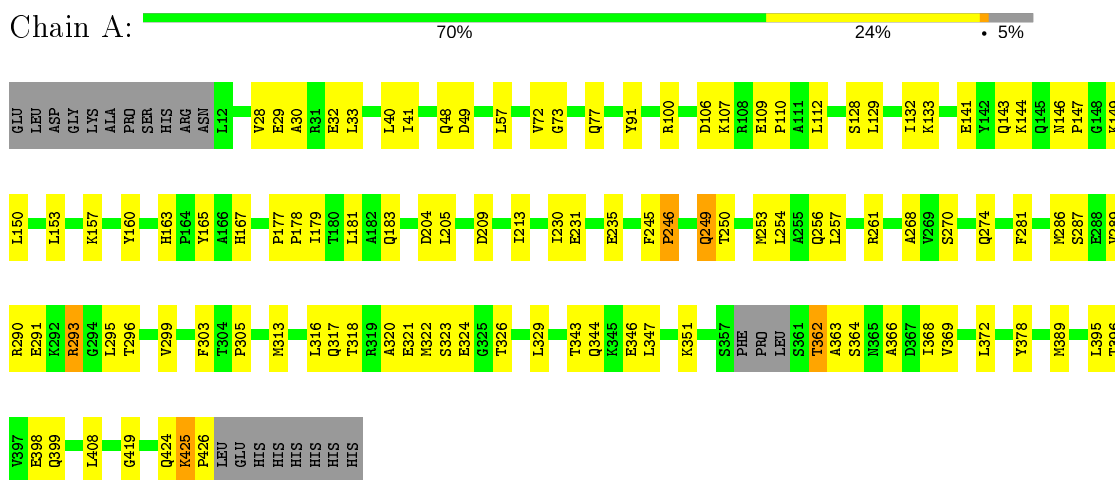 Chain A:
70% 24% • 5%
GLU LEU ASP GLY LYS ALA PRO SER HIS ARG ASN L12 V28 E29 A30 R31 E32 L33 L40 I41 Q48 D49 L57 V72 G73 Q77 Y91 R100 D106 K107 R108 E109 P110 A111 L112 S128 L129 I132 K133 E141 Y142 Q143 K144 Q145 N146 P147 G148 K149
L150 L153 K157 Y160 H163 P164 Y165 A166 H167 P177 P178 I179 T180 L181 A182 Q183 D204 L205 D209 I213 I230 E231 E235 F245 P246 Q249 T250 M253 L254 A255 Q256 L257 R261 A268 V269 S270 Q274 F281 M286 S287 E288 V289
R290 E291 K292 R293 G294 L295 T296 V299 F303 T304 P305 M313 L316 Q317 T318 R319 A320 E321 M322 S323 E324 G325 T326 L329 T343 Q344 K345 E346 L347 K351 S357 PHE PRO LEU S361 T362 A363 S364 N365 A366 D367 I368 V369 L372 Y378 M389 L395 T396
V397 E398 Q399 L408 G419 Q424 K425 P426 LEU GLU HIS HIS HIS HIS HIS HIS